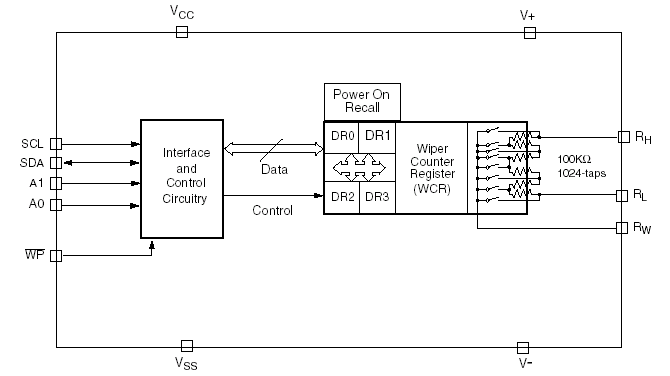 VCC
V+
Power On
Recall
SCL
SDA
A1
A0
WP
Interface
and
Control
Circuitry
Data
Control
DR0
DR1
DR2
DR3
Wiper
Counter
Register
(WCR)
100KΩ
1024-taps
RH
RL
RW
VSS
V-